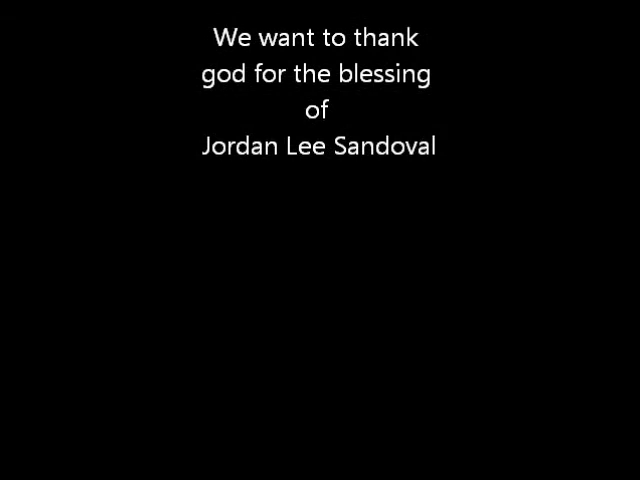 We want to thank
god for the blessing
of
Jordan Lee Sandoval